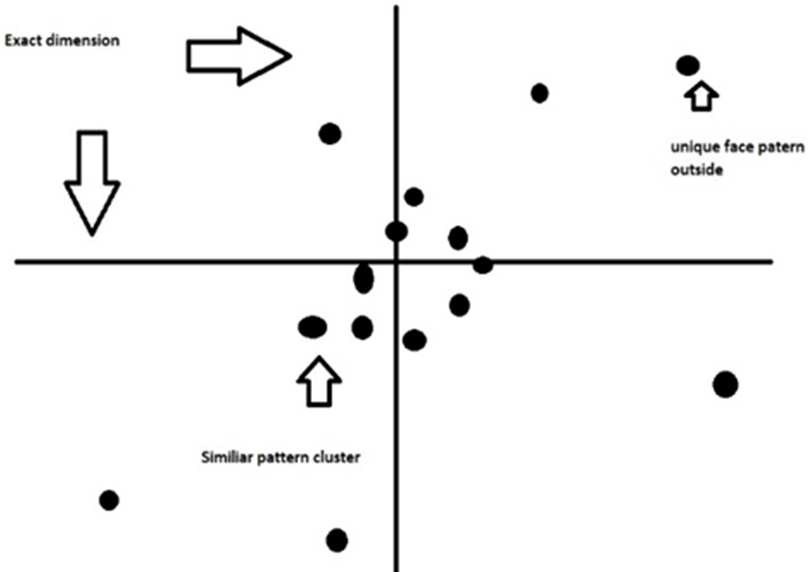 Exact dimension
unique face patern
outside
Similiar pattern cluster